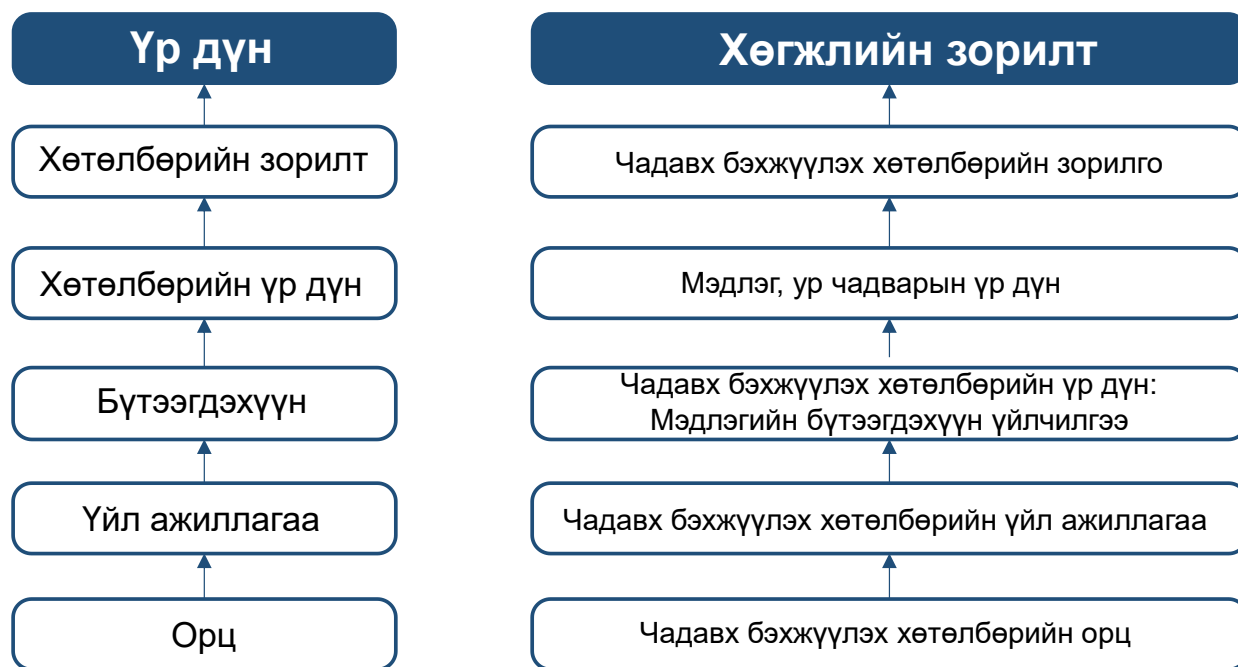 Үр дүн
Хөтөлбөрийн зорилт
Хөтөлбөрийн үр дүн
Бүтээгдэхүүн
Үйл ажиллагаа
Орц
Хөгжлийн зорилт
Чадавх бэхжүүлэх хөтөлбөрийн зорилго
Мэдлэг, ур чадварын үр дүн
Чадавх бэхжүүлэх хөтөлбөрийн үр дүн:
Мэдлэгийн бүтээгдэхүүн үйлчилгээ
Чадавх бэхжүүлэх хөтөлбөрийн үйл ажиллагаа
Чадавх бэхжүүлэх хөтөлбөрийн орц